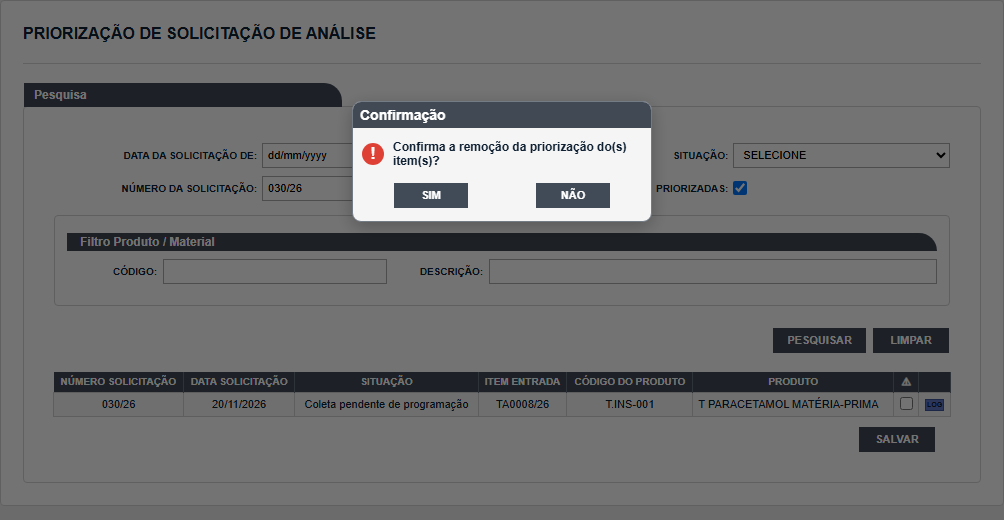 PRIORIZAÇÃO DE SOLICITAÇÃO DE ANÁLISE
Pesquisa
Confirmação
Confirma a remoção da priorização do(s)
item(s)?
SIM
NÃO
DATA DA SOLICITAÇÃO DE: dd/mm/yyyy
SITUAÇÃO: SELECIONE
NÚMERO DA SOLICITAÇÃO: 030/26
PRIORIZADAS:
Filtro Produto / Material
CÓDIGO:
DESCRIÇÃO:
PESQUISAR LIMPAR
NÚMERO SOLICITAÇÃO DATA SOLICITAÇÃO SITUAÇÃO ITEM ENTRADA CÓDIGO DO PRODUTO PRODUTO
030/26 20/11/2026 Coleta pendente de programação TA0008/26 T.INS-001 T PARACETAMOL MATÉRIA-PRIMA LOG
SALVAR